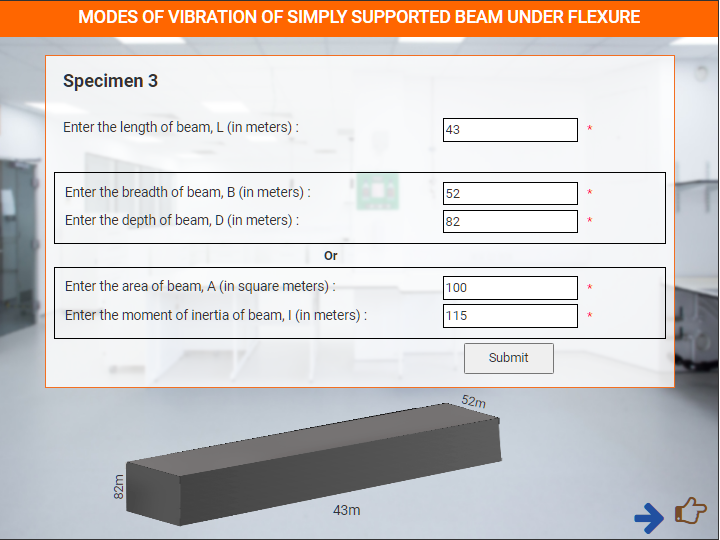 MODES OF VIBRATION OF SIMPLY SUPPORTED BEAM UNDER FLEXURE
Specimen 3
Enter the length of beam, L (in meters) : 43 *
Enter the breadth of beam, B (in meters) : 52 *
Enter the depth of beam, D (in meters) : 82 *
Or
Enter the area of beam, A (in square meters) : 100 *
Enter the moment of inertia of beam, I (in meters) : 115 *
Submit
52m
82m
43m